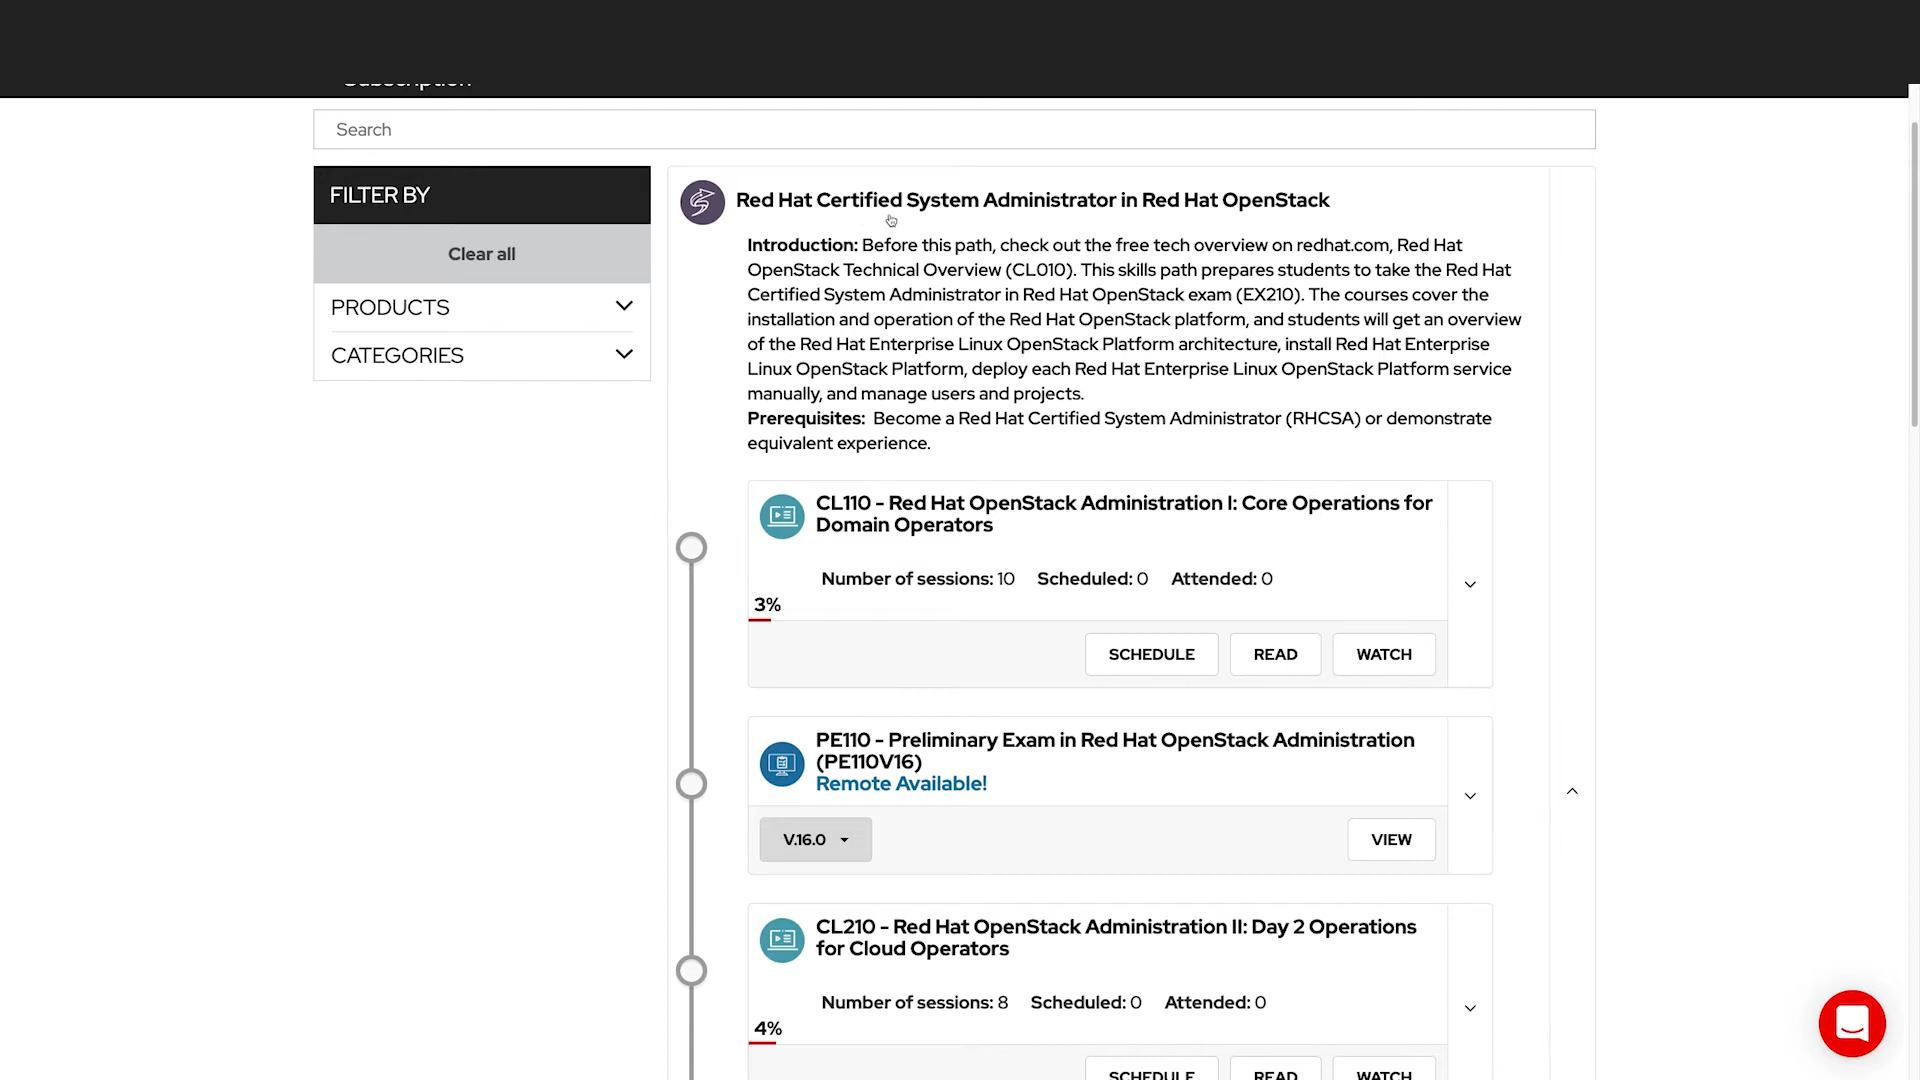 Subscription
Search
FILTER BY
Clear all
PRODUCTS
CATEGORIES
Red Hat Certified System Administrator in Red Hat OpenStack
Introduction: Before this path, check out the free tech overview on redhat.com, Red Hat
OpenStack Technical Overview (CL010). This skills path prepares students to take the Red Hat
Certified System Administrator in Red Hat OpenStack exam (EX210). The courses cover the
installation and operation of the Red Hat OpenStack platform, and students will get an overview
of the Red Hat Enterprise Linux OpenStack Platform architecture, install Red Hat Enterprise
Linux OpenStack Platform, deploy each Red Hat Enterprise Linux OpenStack Platform service
manually, and manage users and projects.
Prerequisites: Become a Red Hat Certified System Administrator (RHCSA) or demonstrate
equivalent experience.
CL110 - Red Hat OpenStack Administration I: Core Operations for
Domain Operators
Number of sessions: 10 Scheduled: 0 Attended: 0
3%
SCHEDULE READ WATCH
PE110 - Preliminary Exam in Red Hat OpenStack Administration
(PE110V16)
Remote Available!
V.16.0 VIEW
CL210 - Red Hat OpenStack Administration II: Day 2 Operations
for Cloud Operators
Number of sessions: 8 Scheduled: 0 Attended: 0
4%
SCHEDULE READ WATCH